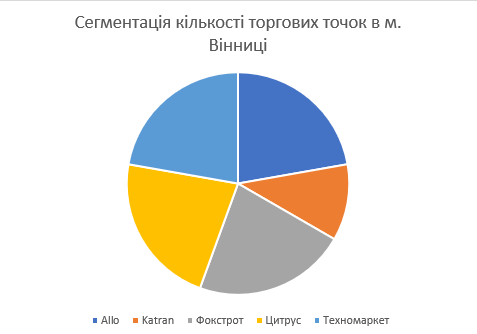 Сегментація кількості торгових точок в м.
Вінниці
Allo Katran Фокстрот Цитрус Техномаркет